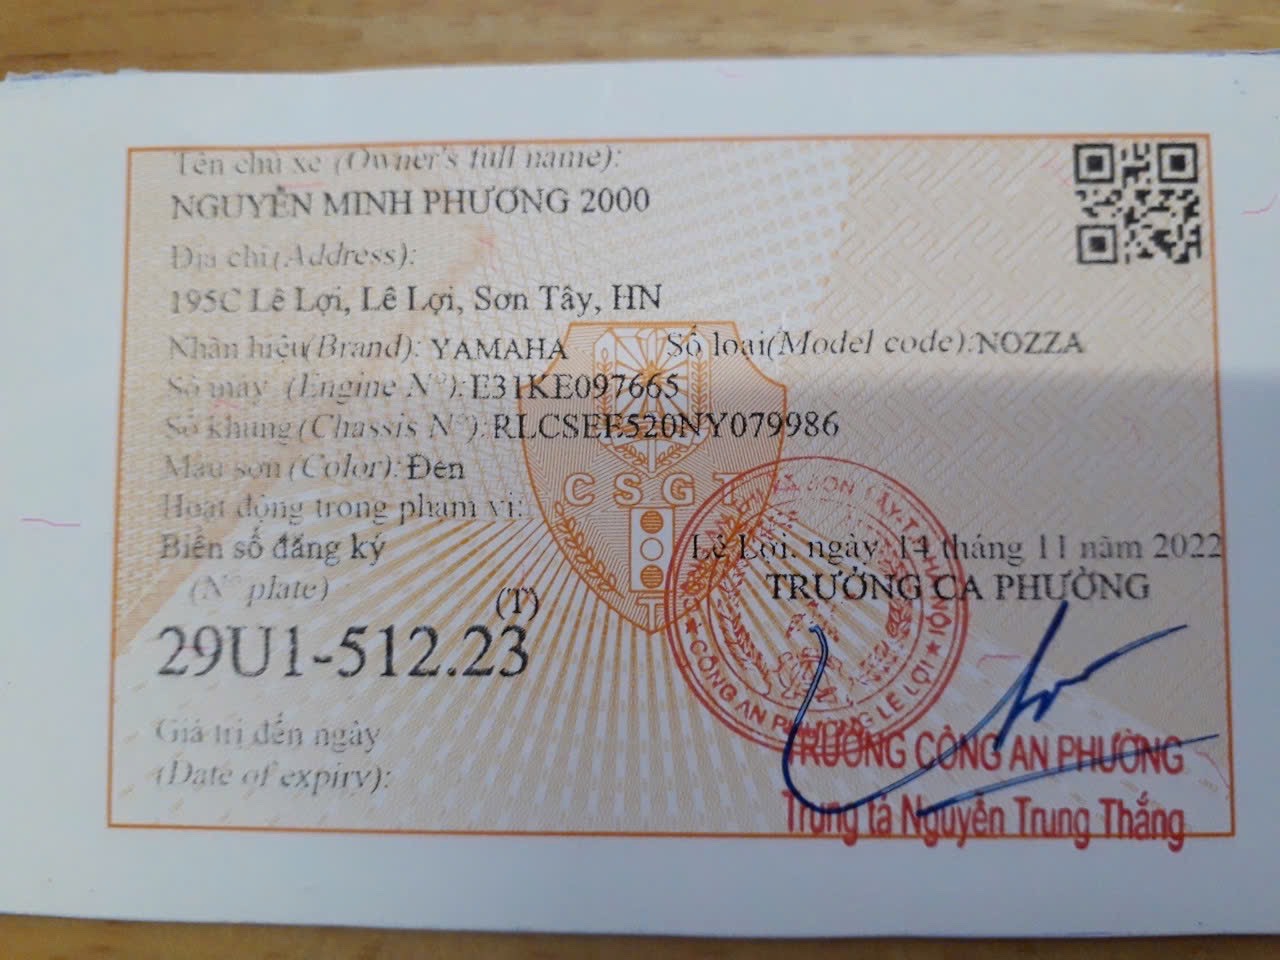 Tên chủ xe (Owner's full name):
NGUYỄN MINH PHƯƠNG 2000
Địa chỉ (Address):
195C Lê Lợi, Lê Lợi, Sơn Tây, HN
Nhãn hiệu(Brand): YAMAHA Số loại(Model code):NOZZA
Số máy (Engine N°): E31KE097665
Số khung (Chassis N°): RLCSEE520NY079986
Màu sơn (Color): Đen
CSGT
Hoạt động trong phạm vi:
Biển số đăng ký
(N° plate)
Lê Lợi, ngày 14 tháng 11 năm 2022
TRƯỞNG CA PHƯỜNG
(T)
29U1-512.23
CÔNG AN PHƯỜNG LÊ LỢI
Giá trị đến ngày
(Date of expiry):
TRƯỞNG CÔNG AN PHƯỜNG
Trung tá Nguyễn Trung Thắng